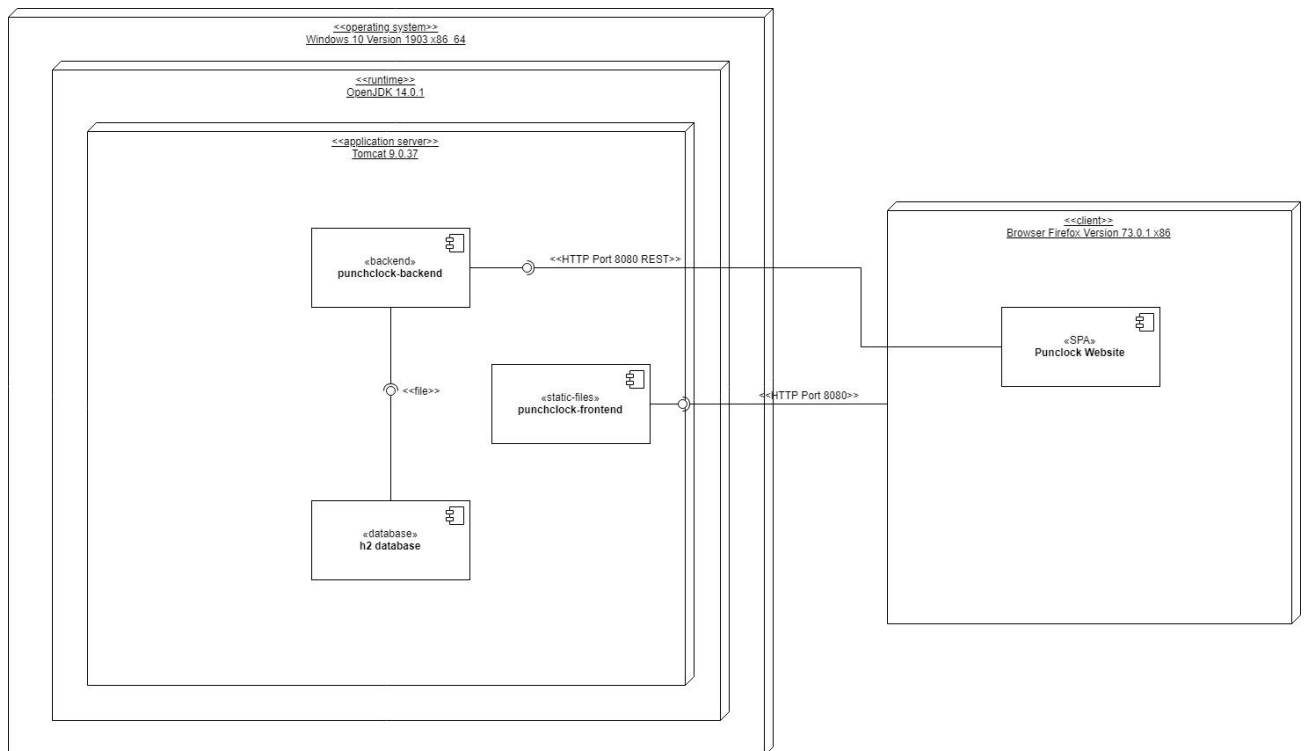 <<operating system>>
Windows 10 Version 1903 x86_64
<<runtime>>
OpenJDK 14.0.1
<<application server>>
Tomcat 9.0.37
«backend»
punchclock-backend
<<HTTP Port 8080 REST>>
<<client>>
Browser Firefox Version 73.0.1 x86
«SPA»
Punclock Website
<<file>>
«static-files»
punchclock-frontend
<<HTTP Port 8080>>
«database»
h2 database